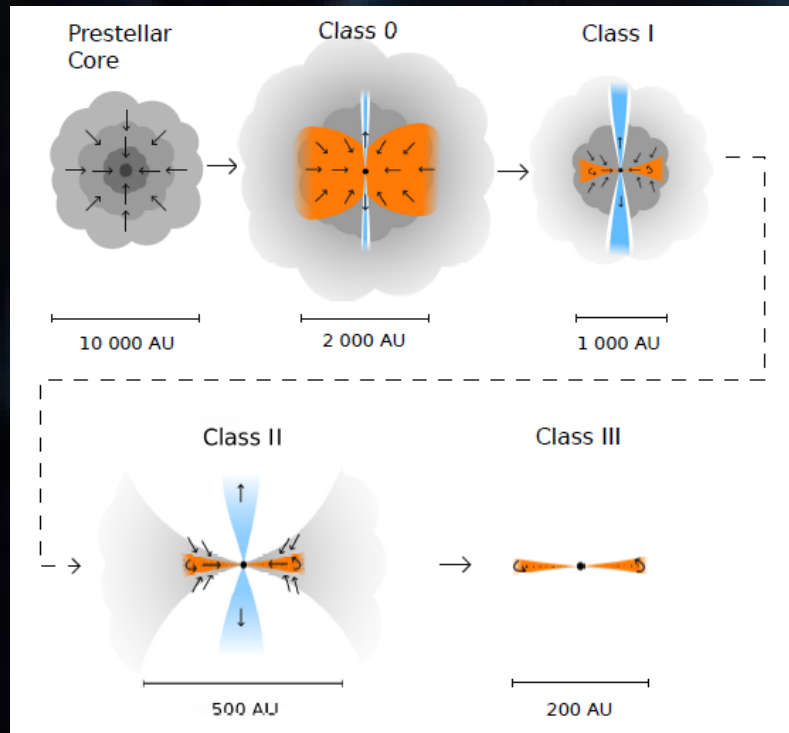 Prestellar
Core
Class 0
Class I
10 000 AU
2 000 AU
1 000 AU
Class II
Class III
500 AU
200 AU